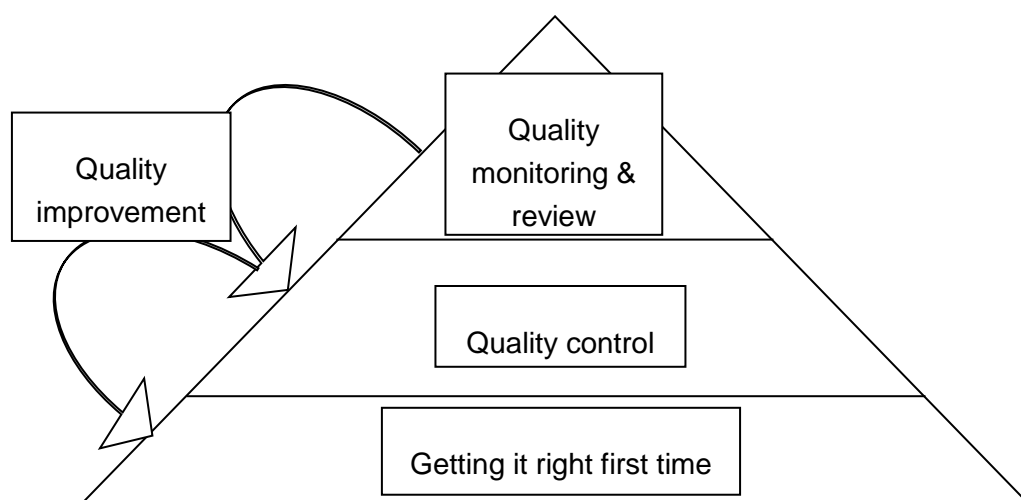 Quality
monitoring &
review
Quality
improvement
Quality control
Getting it right first time